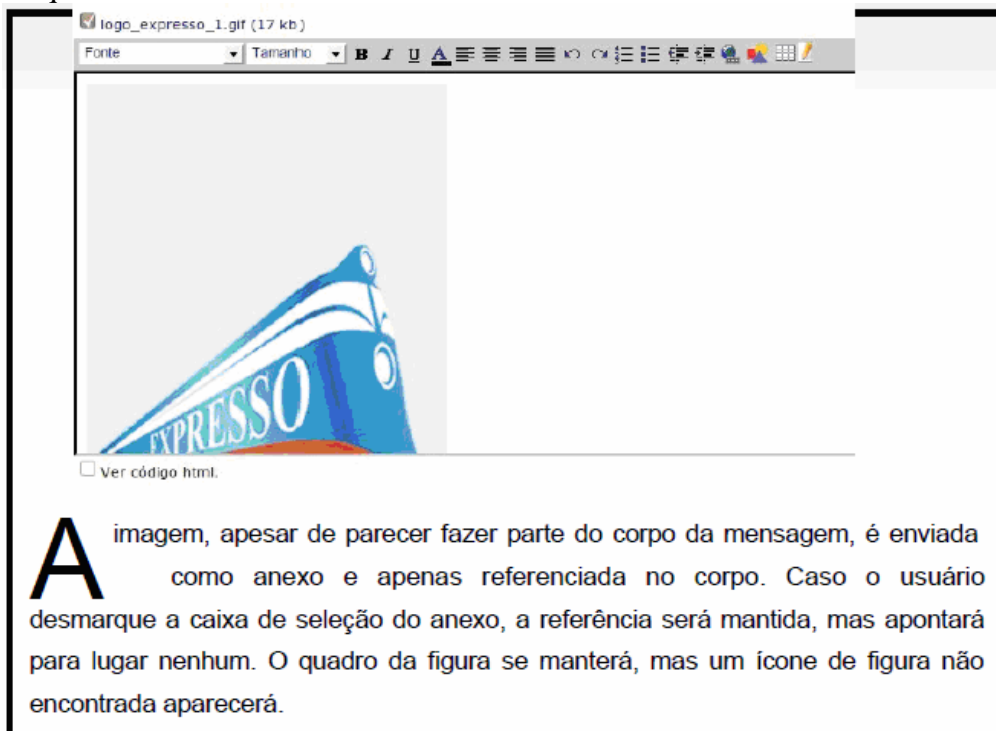 logo_expresso_1.gif (17 kb)
Fonte Tamanho B I U A
EXPRESSO
Ver código html.
A imagem, apesar de parecer fazer parte do corpo da mensagem, é enviada
como anexo e apenas referenciada no corpo. Caso o usuário
desmarque a caixa de seleção do anexo, a referência será mantida, mas apontará
para lugar nenhum. O quadro da figura se manterá, mas um ícone de figura não
encontrada aparecerá.